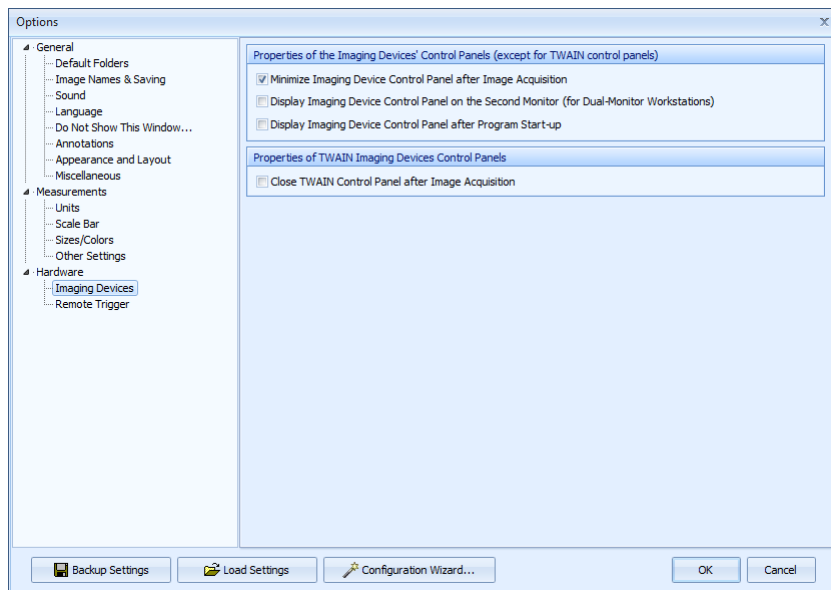 Options
General
Default Folders
Image Names & Saving
Sound
Language
Do Not Show This Window...
Annotations
Appearance and Layout
Miscellaneous
Measurements
Units
Scale Bar
Sizes/Colors
Other Settings
Hardware
Imaging Devices
Remote Trigger
Properties of the Imaging Devices' Control Panels (except for TWAIN control panels)
Minimize Imaging Device Control Panel after Image Acquisition
Display Imaging Device Control Panel on the Second Monitor (for Dual-Monitor Workstations)
Display Imaging Device Control Panel after Program Start-up
Properties of TWAIN Imaging Devices Control Panels
Close TWAIN Control Panel after Image Acquisition
Backup Settings
Load Settings
Configuration Wizard...
OK
Cancel